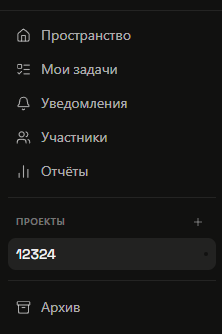 Пространство
Мои задачи
Уведомления
Участники
Отчёты
ПРОЕКТЫ
12324
Архив